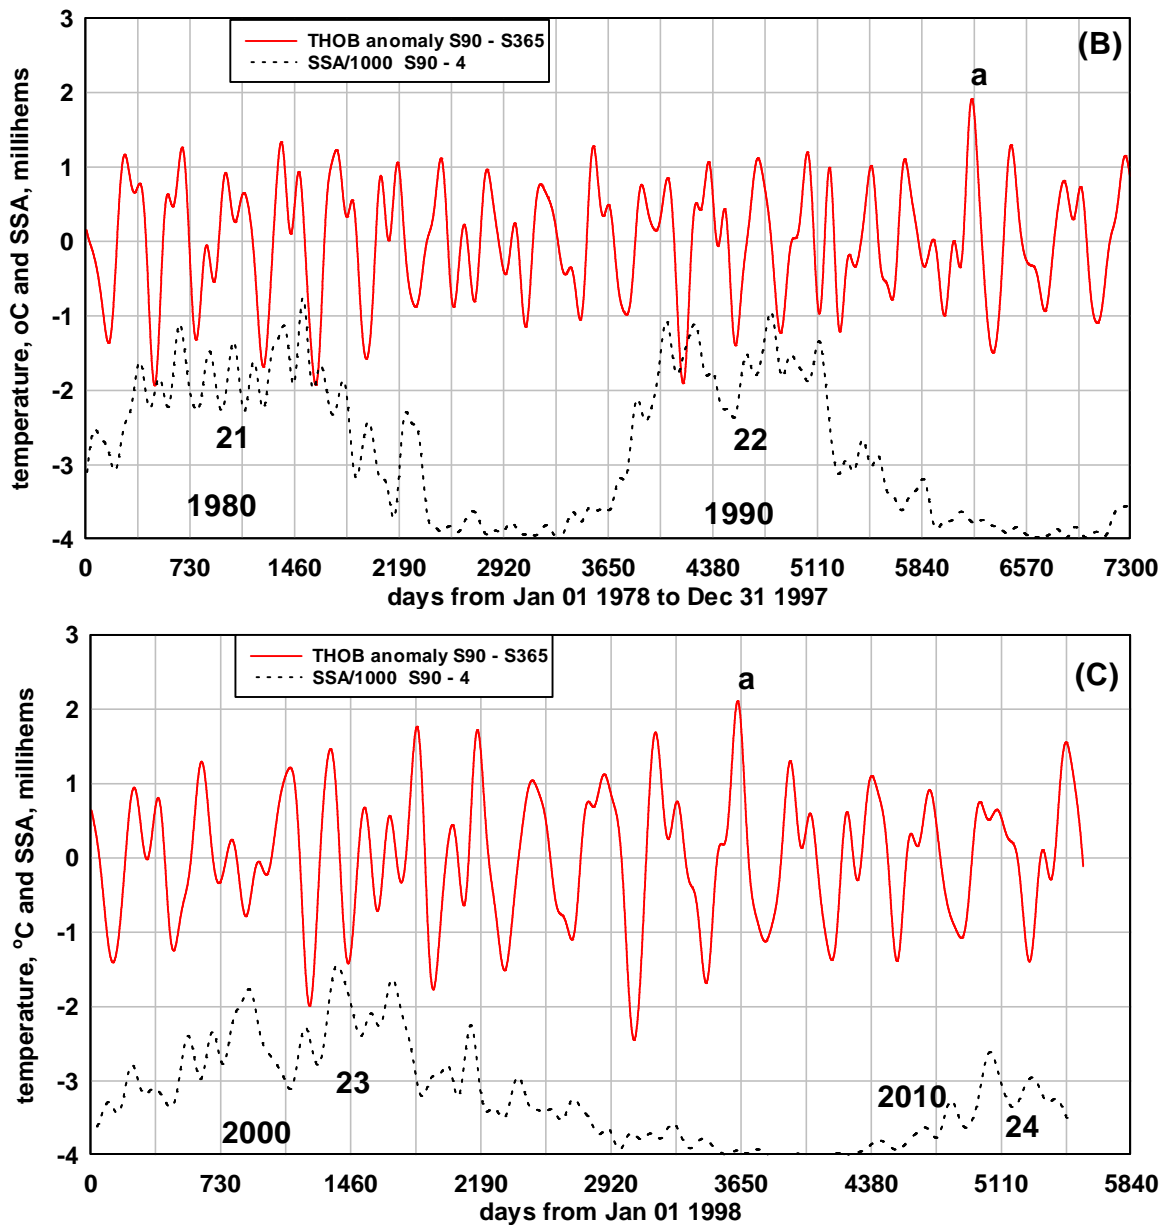 THOB anomaly S90 - S365
SSA/1000 S90 - 4
(B)
a
3
2
1
0
-1
-2
-3
-4
temperature, oC and SSA, millihems
21
22
1980
1990
0 730 1460 2190 2920 3650 4380 5110 5840 6570 7300
days from Jan 01 1978 to Dec 31 1997
THOB anomaly S90 - S365
SSA/1000 S90 - 4
(C)
a
3
2
1
0
-1
-2
-3
-4
temperature, °C and SSA, millihems
23
2010
2000
24
0 730 1460 2190 2920 3650 4380 5110 5840
days from Jan 01 1998